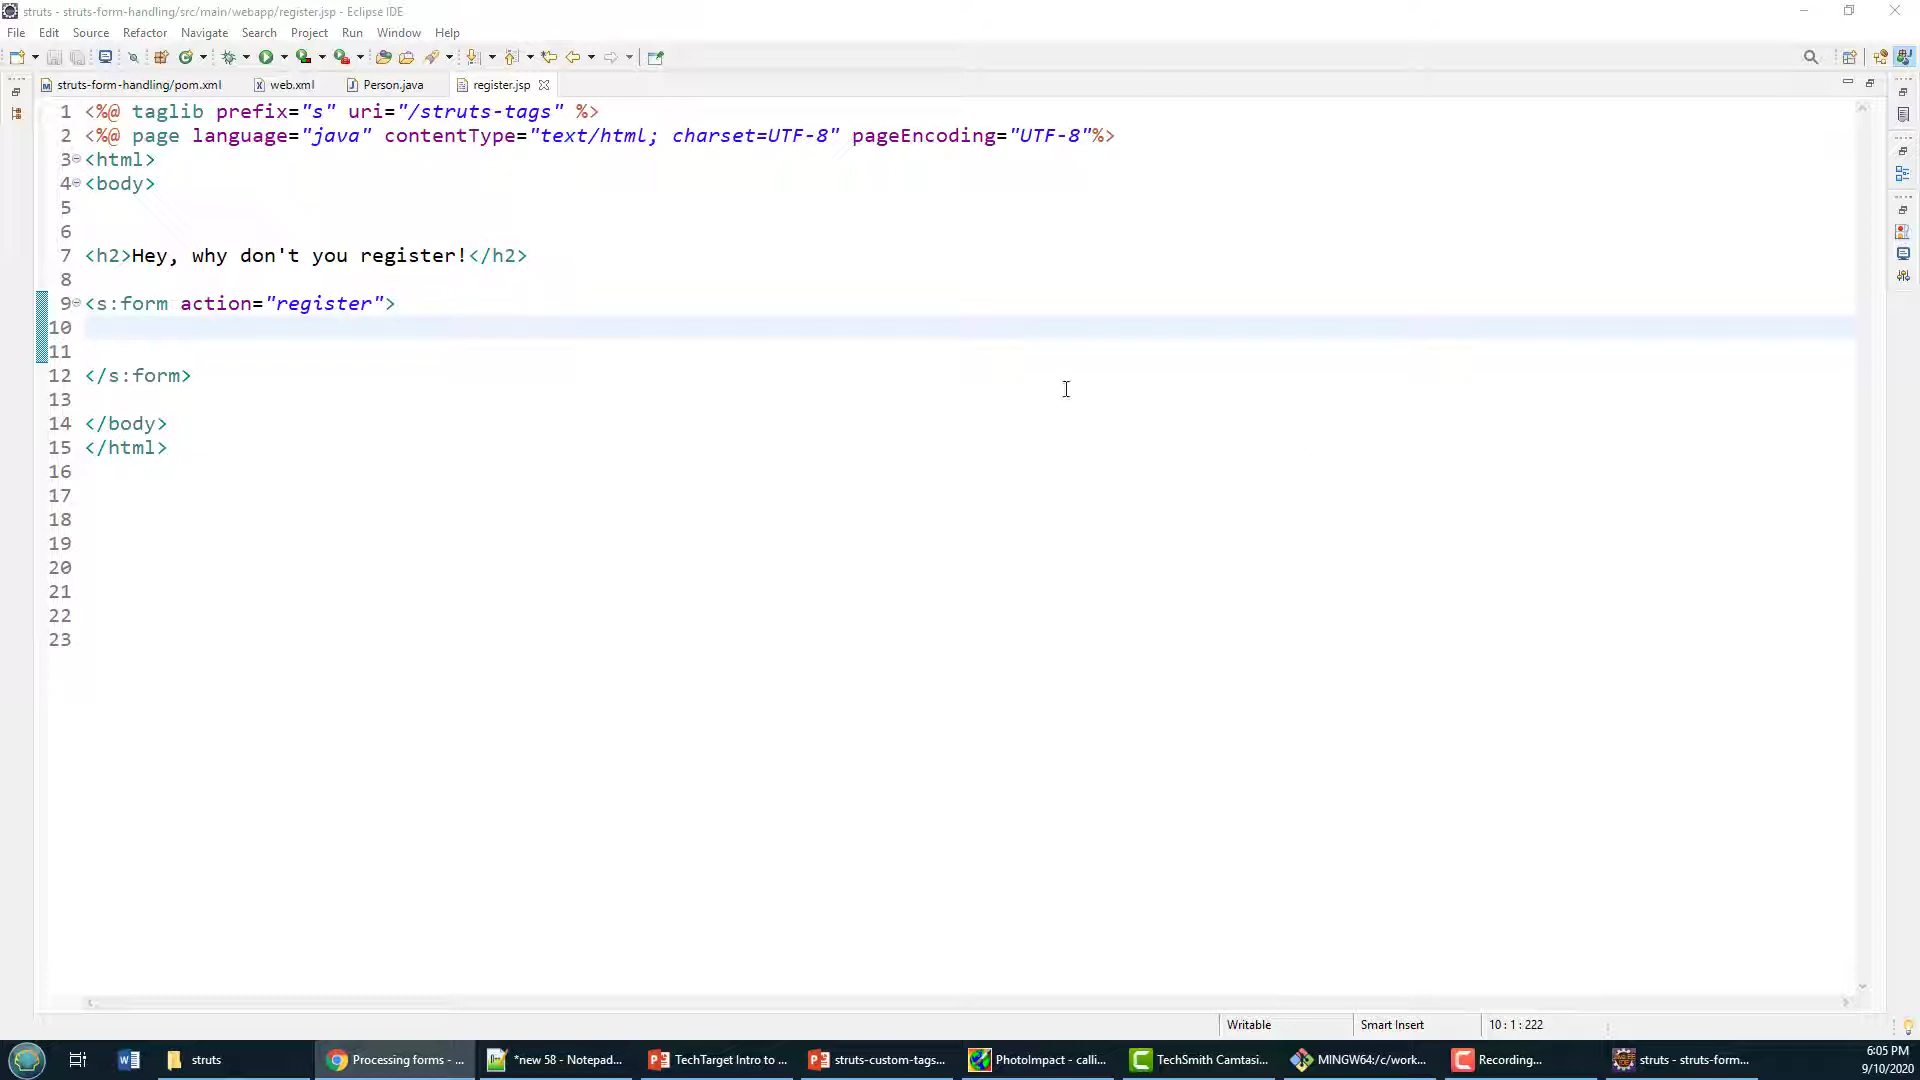 struts - struts-form-handling/src/main/webapp/register.jsp - Eclipse IDE
File Edit Source Refactor Navigate Search Project Run Window Help
struts-form-handling/pom.xml web.xml Person.java register.jsp
1 <%@ taglib prefix="s" uri="/struts-tags" %>
2 <%@ page language="java" contentType="text/html; charset=UTF-8" pageEncoding="UTF-8"%>
3 <html>
4 <body>
5
6
7 <h2>Hey, why don't you register!</h2>
8
9 <s:form action="register">
10
11
12 </s:form>
13
14 </body>
15 </html>
16
17
18
19
20
21
22
23
Writable Smart Insert 10 : 1 : 222
struts Processing forms - ... *new 58 - Notepad... TechTarget Intro to ... struts-custom-tags... PhotoImpact - calli... TechSmith Camtasi... MINGW64:/c/work... Recording... struts - struts-form... 6:05 PM
9/10/2020